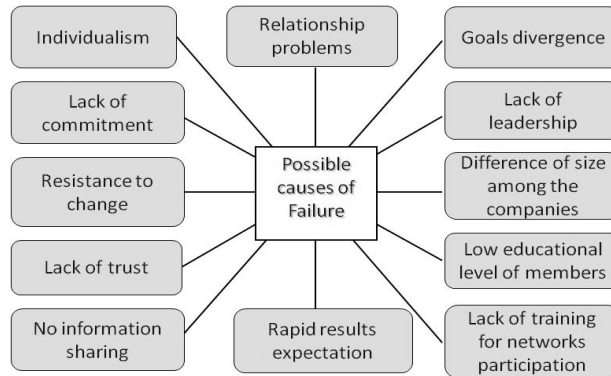 Individualism
Relationship
problems
Goals divergence
Lack of
commitment
Lack of
leadership
Possible
causes of
Failure
Resistance to
change
Difference of size
among the
companies
Lack of trust
Low educational
level of members
No information
sharing
Rapid results
expectation
Lack of training
for networks
participation